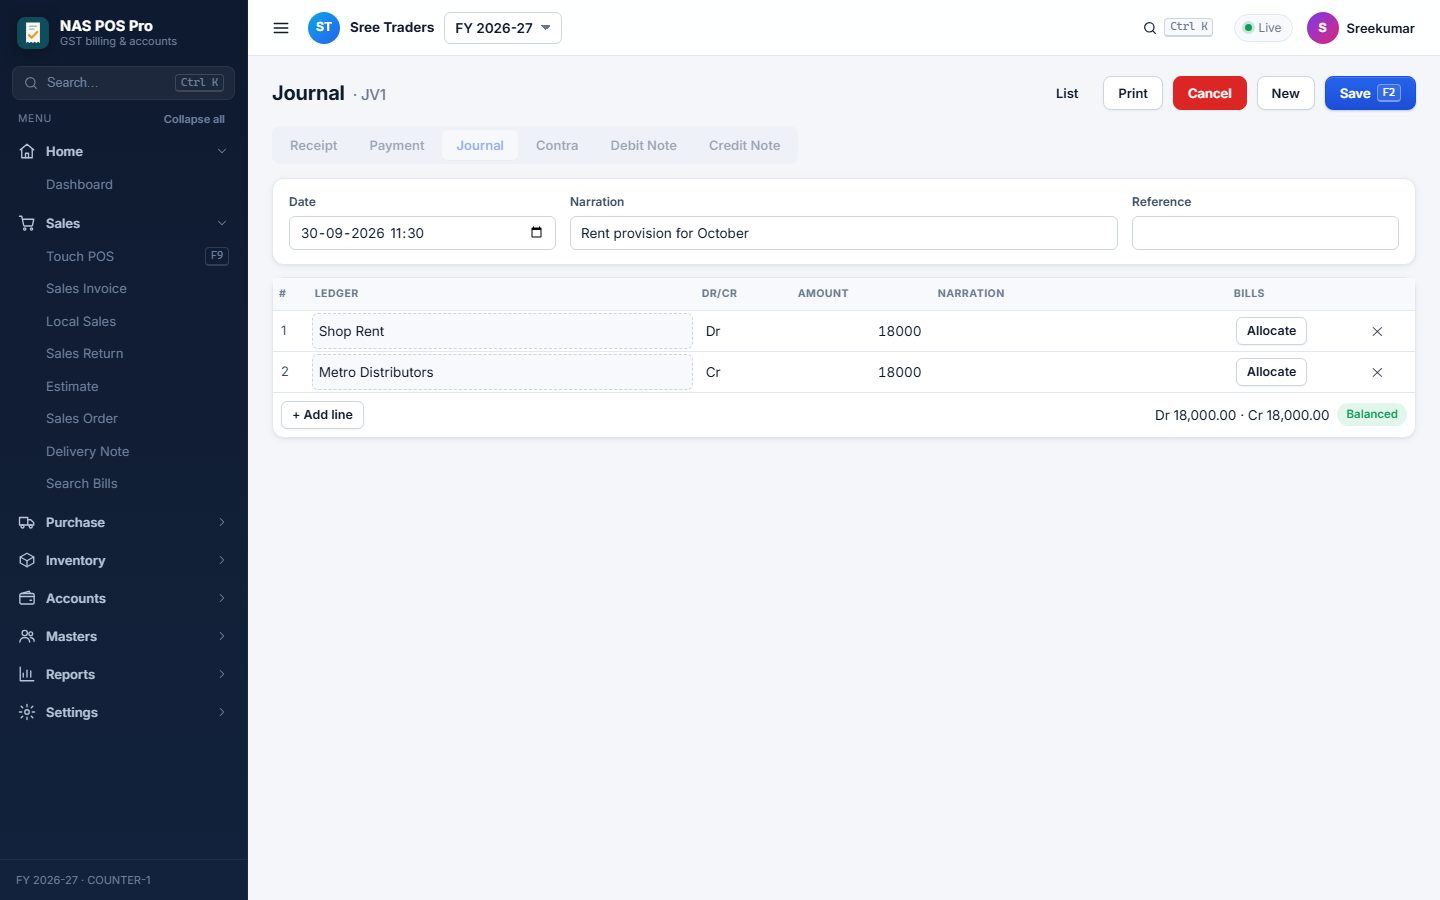 NAS POS Pro
GST billing & accounts
Search... Ctrl K
MENU Collapse all
Home
Dashboard
Sales
Touch POS F9
Sales Invoice
Local Sales
Sales Return
Estimate
Sales Order
Delivery Note
Search Bills
Purchase
Inventory
Accounts
Masters
Reports
Settings
FY 2026-27 · COUNTER-1
ST Sree Traders FY 2026-27 Ctrl K Live S Sreekumar
Journal · JV1 List Print Cancel New Save F2
Receipt Payment Journal Contra Debit Note Credit Note
Date Narration Reference
30-09-2026 11:30 Rent provision for October
# LEDGER DR/CR AMOUNT NARRATION BILLS
1 Shop Rent Dr 18000 Allocate
2 Metro Distributors Cr 18000 Allocate
+ Add line Dr 18,000.00 · Cr 18,000.00 Balanced